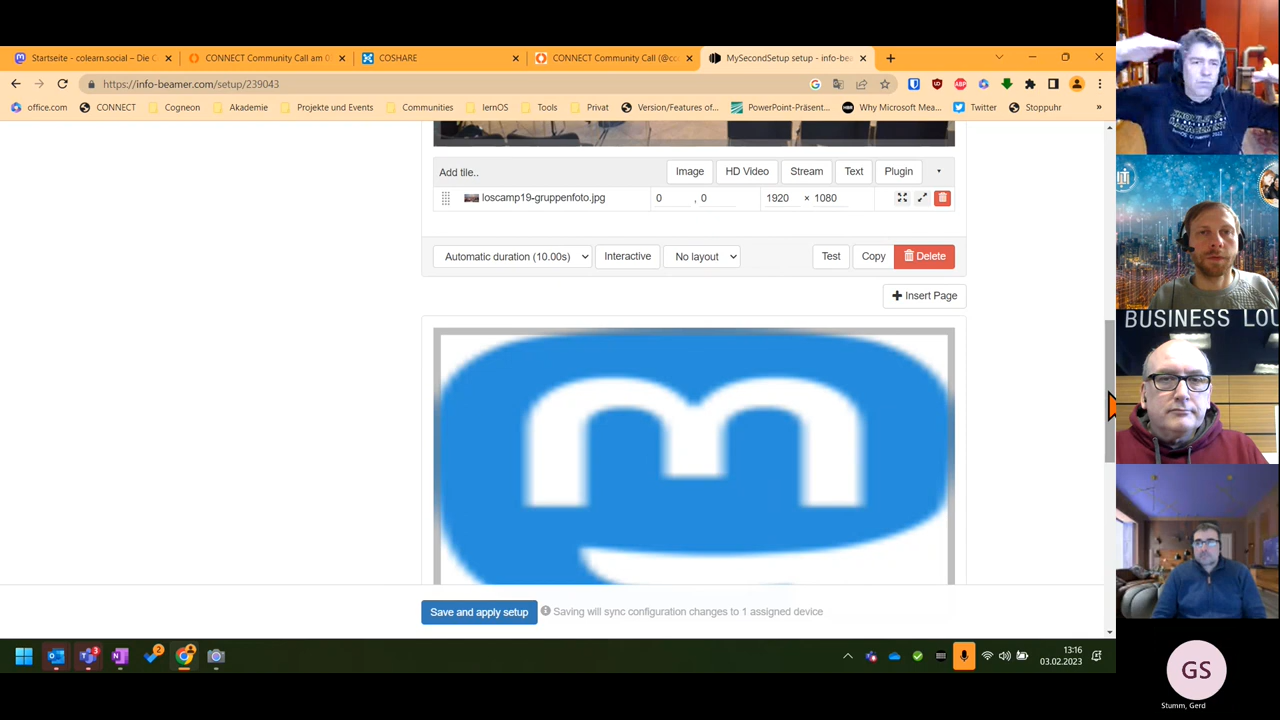 Startseite - colearn.social – Die C
CONNECT Community Call am 0
COSHARE
CONNECT Community Call (@cc
MySecondSetup setup - info-be
https://info-beamer.com/setup/239043
office.com
CONNECT
Cogneon
Akademie
Projekte und Events
Communities
lernOS
Tools
Privat
Version/Features of...
PowerPoint-Präsent...
Why Microsoft Mea...
Twitter
Stoppuhr
»
Add tile..
Image
HD Video
Stream
Text
Plugin
loscamp19-gruppenfoto.jpg
0 , 0
1920 × 1080
Automatic duration (10.00s)
Interactive
No layout
Test
Copy
Delete
Insert Page
m
Save and apply setup
Saving will sync configuration changes to 1 assigned device
BUSINESS LOU
3
2
13:16
03.02.2023
GS
Stumm, Gerd